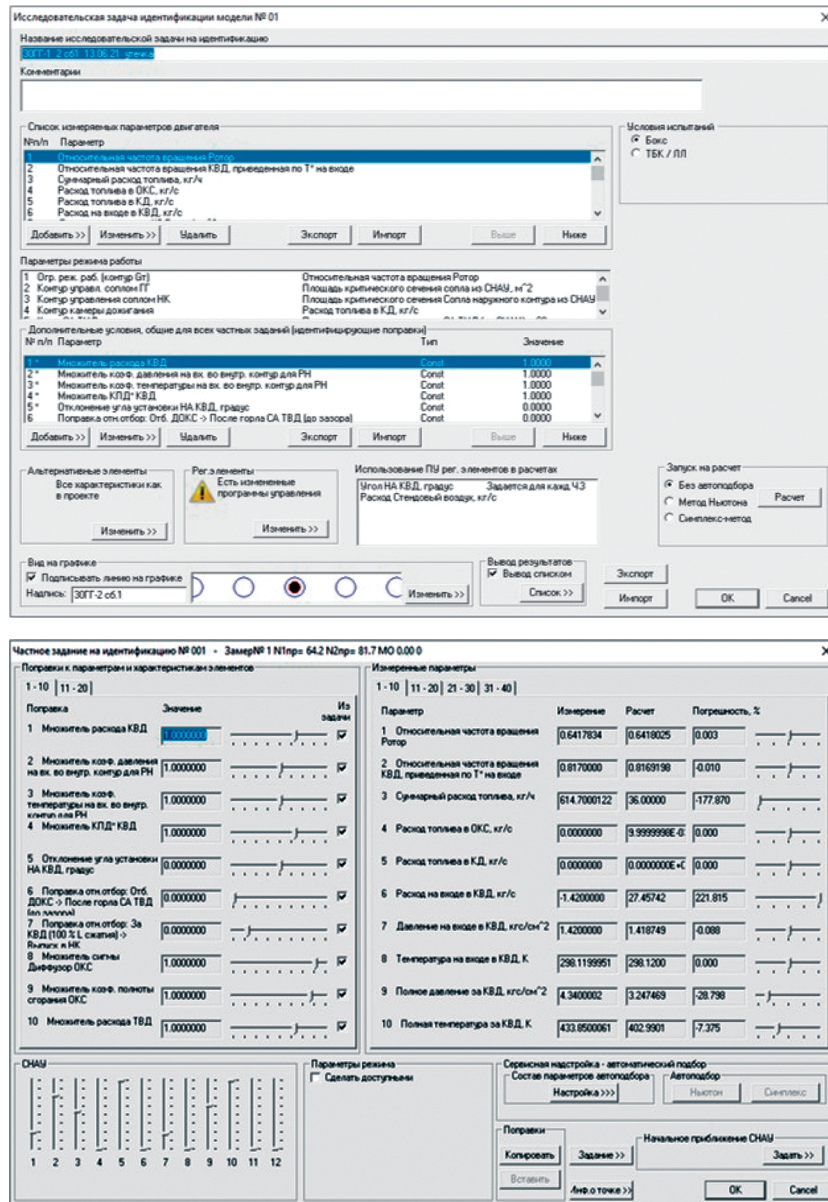 Исследовательская задача идентификации модели № 01
Название исследовательской задачи на идентификацию
30ГГ-1 2 сб1 13.06.21 утечка
Комментарии
Список измеряемых параметров двигателя
№п/п Параметр
1 Относительная частота вращения Ротор
2 Относительная частота вращения КВД, приведенная по Т* на входе
3 Суммарный расход топлива, кг/ч
4 Расход топлива в ОКС, кг/с
5 Расход топлива в КД, кг/с
6 Расход на входе в КВД, кг/с
Добавить >> Изменить >> Удалить Экспорт Импорт Выше Ниже
Условия испытаний
Бокс
ТБК / ЛЛ
Параметры режима работы
1 Огр. реж. раб. (контур Gт) Относительная частота вращения Ротор
2 Контур управл. соплом ГГ Площадь критического сечения сопла из СНАУ, м^2
3 Контур управления соплом НК Площадь критического сечения Сопла наружного контура из СНАУ
4 Контур камеры дожигания Расход топлива в КД, кг/с
Дополнительные условия, общие для всех частных заданий (идентифицирующие поправки)
№ п/п Параметр Тип Значение
1 * Множитель расхода КВД Const 1.0000
2 * Множитель коэф. давления на вх. во внутр. контур для РН Const 1.0000
3 * Множитель коэф. температуры на вх. во внутр. контур для РН Const 1.0000
4 * Множитель КПД* КВД Const 1.0000
5 * Отклонение угла установки НА КВД, градус Const 0.0000
6 Поправка отн.отбор: Отб. ДОКС -> После горла СА ТВД (до зазора) Const 0.0000
Добавить >> Изменить >> Удалить Экспорт Импорт Выше Ниже
Альтернативные элементы
Все характеристики как
в проекте
Изменить >>
Рег.элементы
Есть измененные
программы управления
Изменить >>
Использование ПУ рег. элементов в расчетах
Угол НА КВД, градус Задается для кажд. ЧЗ
Расход Стендовый воздух, кг/с
Запуск на расчет
Без автоподбора
Метод Ньютона
Симплекс-метод
Расчет
Вид на графике
Подписывать линию на графике
Надпись: 30ГГ-2 сб.1
Изменить >>
Вывод результатов
Вывод списком
Список >>
Экспорт
Импорт
OK Cancel
Частное задание на идентификацию № 001 - Замер№ 1 N1пр= 64.2 N2пр= 81.7 МО 0.00 0
Поправки к параметрам и характеристикам элементов
1 - 10 11 - 20
Поправка Значение Из
задачи
1 Множитель расхода КВД 1.0000000
2 Множитель коэф. давления
на вх. во внутр. контур для РН 1.0000000
3 Множитель коэф.
температуры на вх. во внутр.
контур для РН 1.0000000
4 Множитель КПД* КВД 1.0000000
5 Отклонение угла установки
НА КВД, градус 0.0000000
6 Поправка отн.отбор: Отб.
ДОКС -> После горла СА ТВД
(до зазора) 0.0000000
7 Поправка отн.отбор: За
КВД (100 % L сжатия) ->
Выпуск в НК 0.0000000
8 Множитель сигмы
Диффузор ОКС 1.0000000
9 Множитель коэф. полноты
сгорания ОКС 1.0000000
10 Множитель расхода ТВД 1.0000000
Измеренные параметры
1 - 10 11 - 20 21 - 30 31 - 40
Параметр Измерение Расчет Погрешность, %
1 Относительная частота вращения
Ротор 0.6417834 0.6418025 0.003
2 Относительная частота вращения
КВД, приведенная по Т* на входе 0.8170000 0.8169198 -0.010
3 Суммарный расход топлива, кг/ч 614.7000122 36.00000 -177.870
4 Расход топлива в ОКС, кг/с 0.0000000 9.9999998E-0 0.000
5 Расход топлива в КД, кг/с 0.0000000 0.0000000E+0 0.000
6 Расход на входе в КВД, кг/с -1.4200000 27.45742 221.815
7 Давление на входе в КВД, кгс/см^2 1.4200000 1.418749 -0.088
8 Температура на входе в КВД, К 298.1199951 298.1200 0.000
9 Полное давление за КВД, кгс/см^2 4.3400002 3.247469 -28.798
10 Полная температура за КВД, К 433.8500061 402.9901 -7.375
СНАУ
1 2 3 4 5 6 7 8 9 10 11 12
Параметры режима
Сделать доступными
Сервисная надстройка - автоматический подбор
Состав параметров автоподбора
Настройка >>>
Автоподбор
Ньютон Симплекс
Поправки
Копировать
Вставить
Задание >>
Инф.о точке >>
Начальное приближение СНАУ
Задать >>
OK Cancel